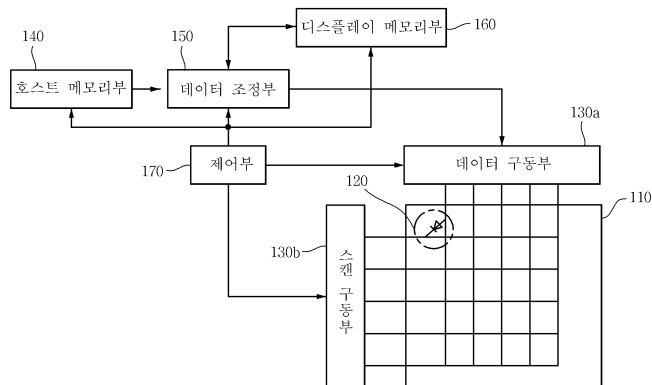 디스플레이 메모리부
160
140
150
호스트 메모리부
데이터 조정부
130a
제어부
170
데이터 구동부
120
110
130b
스캔 구동부